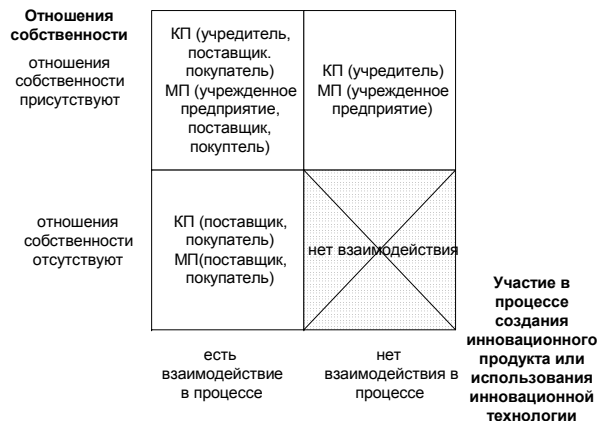 Отношения
собственности
отношения
собственности
присутствуют
КП (учредитель,
поставщик.
покупатель)
МП (учрежденное
предприятие,
поставщик,
покуптель)
КП (учредитель)
МП (учрежденное
предприятие)
отношения
собственности
отсутствуют
КП (поставщик,
покупатель)
МП(поставщик,
покупатель)
нет взаимодействия
есть
взаимодействие
в процессе
нет
взаимодействия в
процессе
Участие в
процессе
создания
инновационного
продукта или
использования
инновационной
технологии